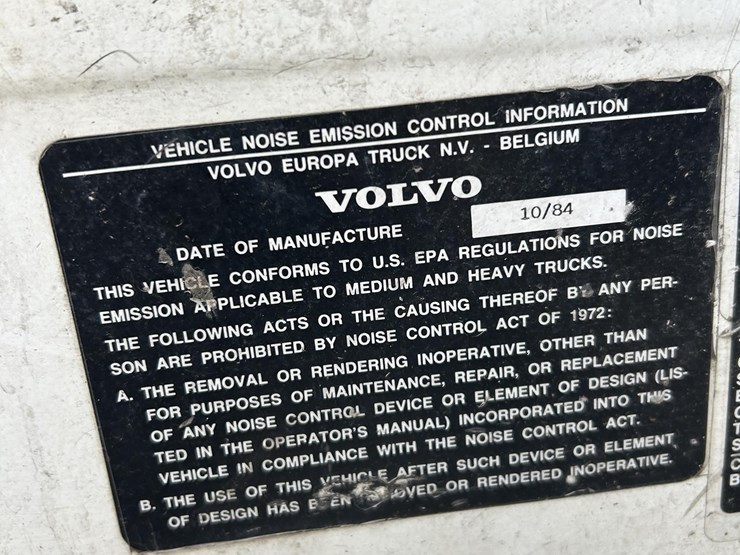 VEHICLE NOISE EMISSION CONTROL INFORMATION
VOLVO EUROPA TRUCK N.V. - BELGIUM
VOLVO
DATE OF MANUFACTURE 10/84
THIS VEHICLE CONFORMS TO U.S. EPA REGULATIONS FOR NOISE
EMISSION APPLICABLE TO MEDIUM AND HEAVY TRUCKS.
THE FOLLOWING ACTS OR THE CAUSING THEREOF BY ANY PER-
SON ARE PROHIBITED BY NOISE CONTROL ACT OF 1972:
A. THE REMOVAL OR RENDERING INOPERATIVE, OTHER THAN
FOR PURPOSES OF MAINTENANCE, REPAIR, OR REPLACEMENT
OF ANY NOISE CONTROL DEVICE OR ELEMENT OF DESIGN (LIS-
TED IN THE OPERATOR'S MANUAL) INCORPORATED INTO THIS
VEHICLE IN COMPLIANCE WITH THE NOISE CONTROL ACT.
B. THE USE OF THIS VEHICLE AFTER SUCH DEVICE OR ELEMENT
OF DESIGN HAS BEEN REMOVED OR RENDERED INOPERATIVE.